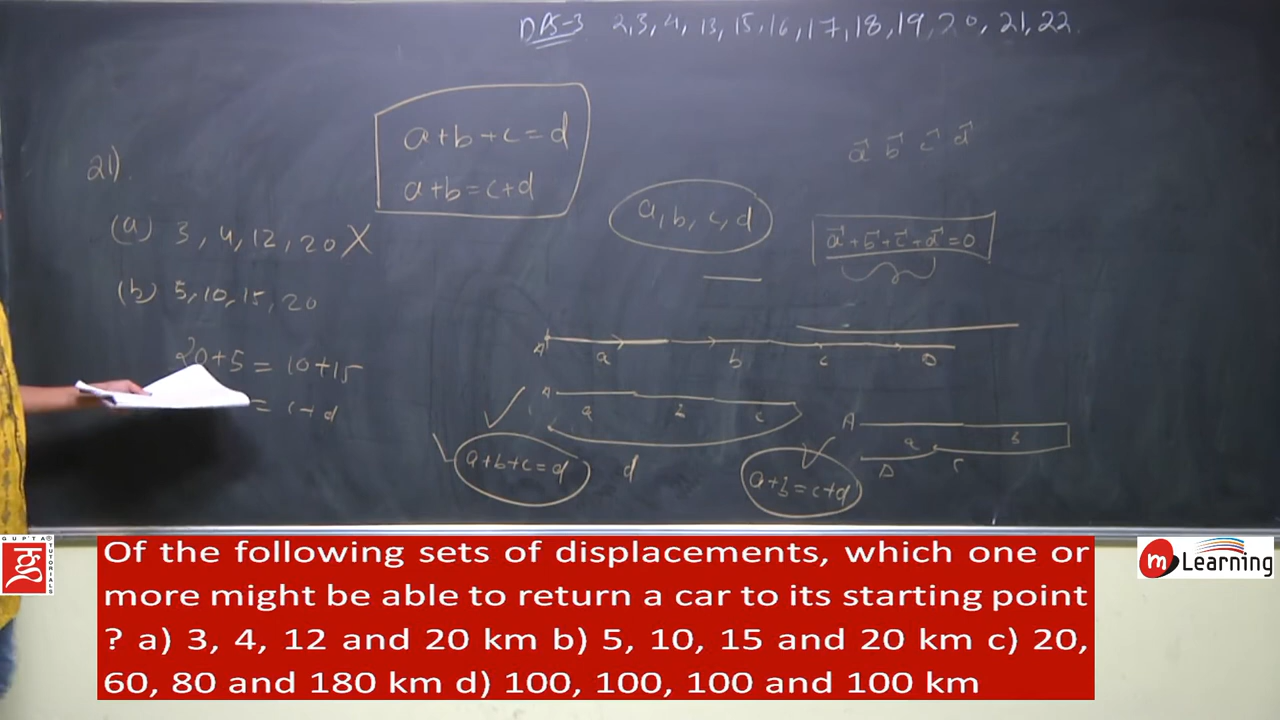 DPS-3 2,3,4,13,15,16,17,18,19,20,21,22
a+b+c=d
a+b=c+d
21).
(a) 3, 4, 12, 20 X
(b) 5, 10, 15, 20
20+5 = 10+15
= c+d
a⃗ b⃗ c⃗ d⃗
a, b, c, d
a⃗+b⃗+c⃗+d⃗=0
A a b c D
A a b c
d
a+b+c=d
A a b
D c
a+b=c+d
GUPTA® TUTORIALS
Of the following sets of displacements, which one or
more might be able to return a car to its starting point
? a) 3, 4, 12 and 20 km b) 5, 10, 15 and 20 km c) 20,
60, 80 and 180 km d) 100, 100, 100 and 100 km
m Learning